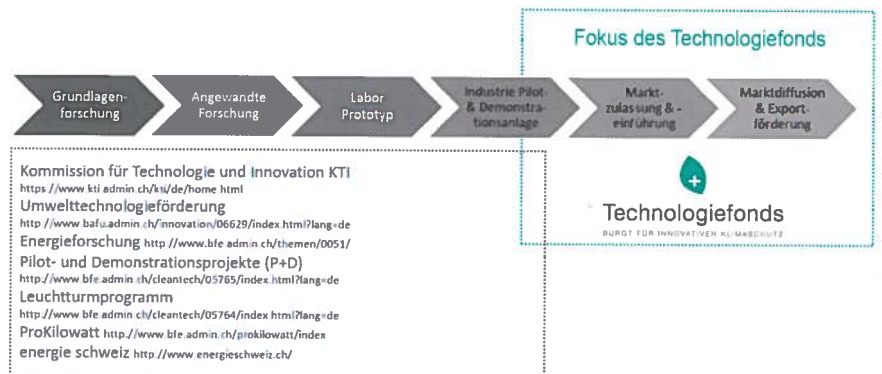 Fokus des Technologiefonds
Grundlagen-
forschung
Angewandte
Forschung
Labor
Prototyp
Industrie Pilot-
& Demonstra-
tionsanlage
Markt-
zulassung & -
einführung
Marktdiffusion
& Export-
förderung
Kommission für Technologie und Innovation KTI
https://www.kti.admin.ch/kti/de/home.html
Umwelttechnologieförderung
http://www.bafu.admin.ch/innovation/06629/index.html?lang=de
Energieforschung http://www.bfe.admin.ch/themen/0051/
Pilot- und Demonstrationsprojekte (P+D)
http://www.bfe.admin.ch/cleantech/05765/index.html?lang=de
Leuchtturmprogramm
http://www.bfe.admin.ch/cleantech/05764/index.html?lang=de
ProKilowatt http://www.bfe.admin.ch/prokilowatt/index
energie schweiz http://www.energieschweiz.ch/
Technologiefonds
BÜRGT FÜR INNOVATIVEN KLIMASCHUTZ